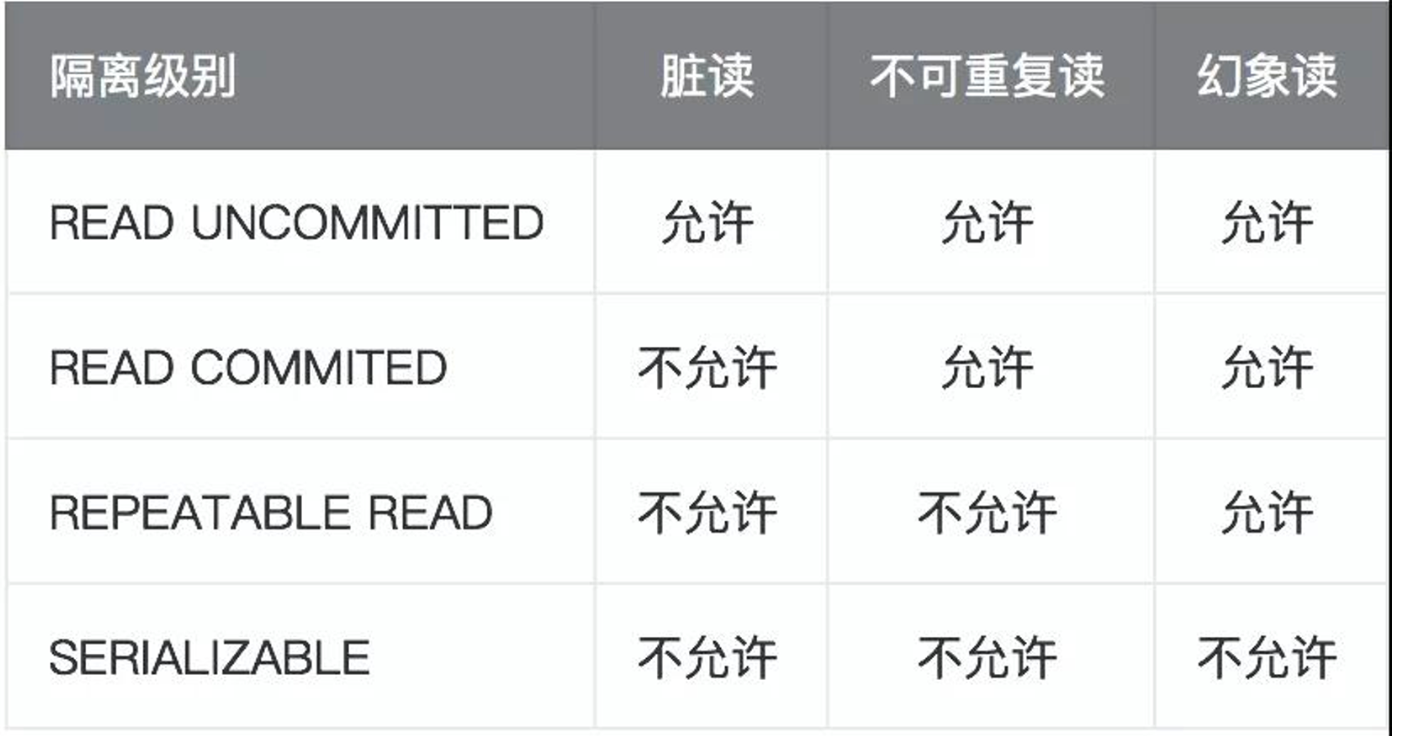 隔离级别 脏读 不可重复读 幻象读
READ UNCOMMITTED 允许 允许 允许
READ COMMITED 不允许 允许 允许
REPEATABLE READ 不允许 不允许 允许
SERIALIZABLE 不允许 不允许 不允许